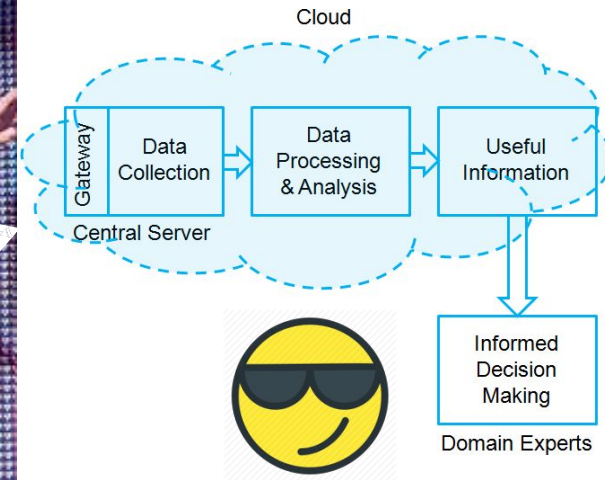 Cloud
Gateway
Data
Collection
Data
Processing
& Analysis
Useful
Information
Central Server
Informed
Decision
Making
Domain Experts